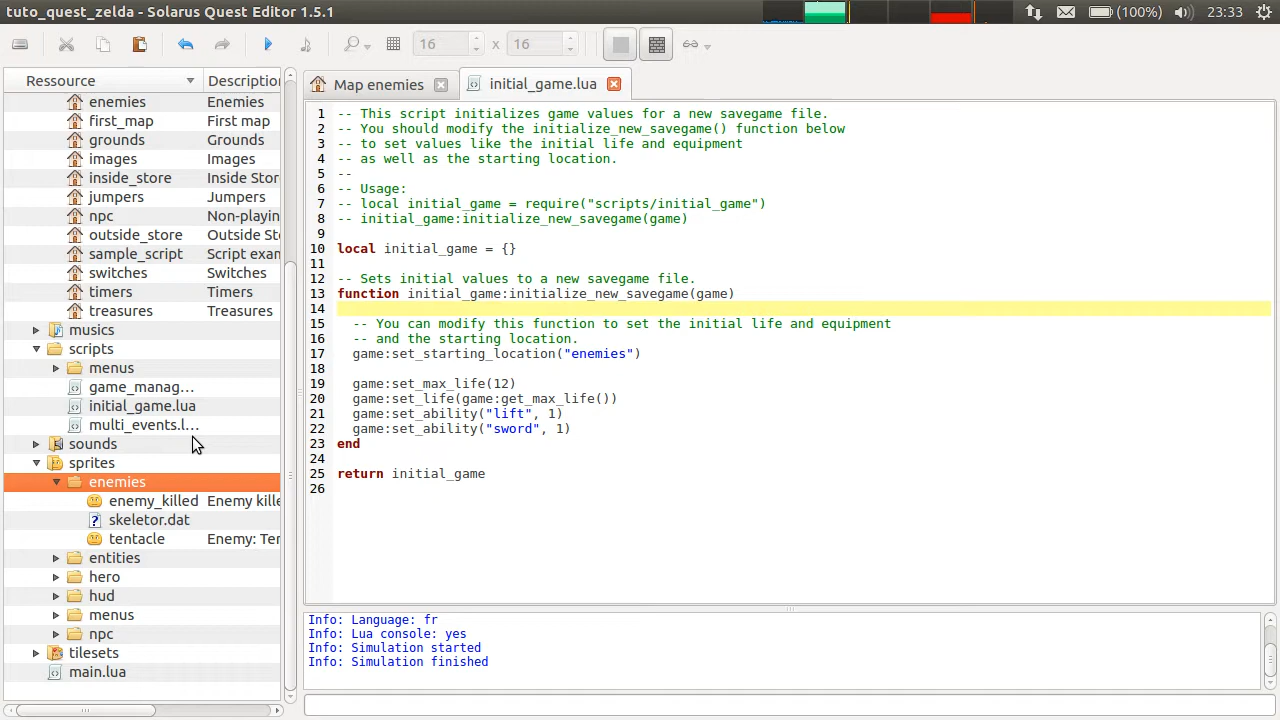 tuto_quest_zelda - Solarus Quest Editor 1.5.1
(100%)
23:33
16 x 16
Ressource
Descriptio
enemies Enemies
first_map First map
grounds Grounds
images Images
inside_store Inside Stor
jumpers Jumpers
npc Non-playin
outside_store Outside St
sample_script Script exam
switches Switches
timers Timers
treasures Treasures
musics
scripts
menus
game_manag...
initial_game.lua
multi_events.l...
sounds
sprites
enemies
enemy_killed Enemy kille
skeletor.dat
tentacle Enemy: Ten
entities
hero
hud
menus
npc
tilesets
main.lua
Map enemies
initial_game.lua
1 -- This script initializes game values for a new savegame file.
2 -- You should modify the initialize_new_savegame() function below
3 -- to set values like the initial life and equipment
4 -- as well as the starting location.
5 --
6 -- Usage:
7 -- local initial_game = require("scripts/initial_game")
8 -- initial_game:initialize_new_savegame(game)
9
10 local initial_game = {}
11
12 -- Sets initial values to a new savegame file.
13 function initial_game:initialize_new_savegame(game)
14
15   -- You can modify this function to set the initial life and equipment
16   -- and the starting location.
17   game:set_starting_location("enemies")
18
19   game:set_max_life(12)
20   game:set_life(game:get_max_life())
21   game:set_ability("lift", 1)
22   game:set_ability("sword", 1)
23 end
24
25 return initial_game
26
Info: Language: fr
Info: Lua console: yes
Info: Simulation started
Info: Simulation finished